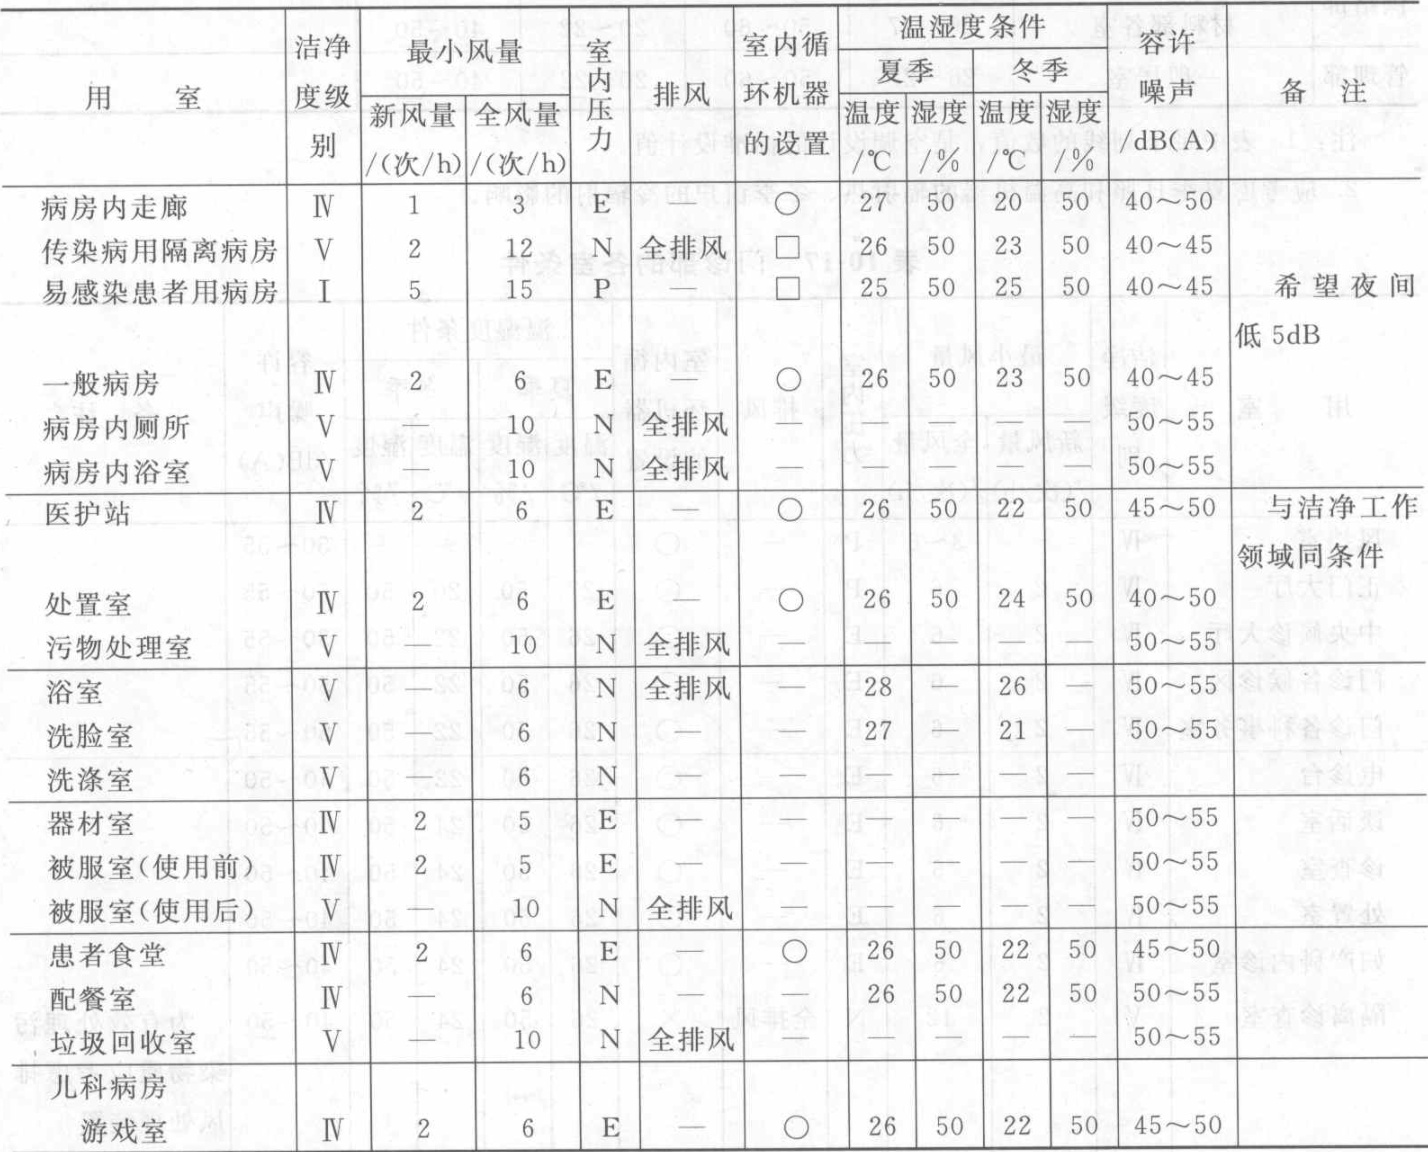 用 室 洁净度级别 最小风量 室内压力 排风 室内循环机器的设置 温湿度条件 容许噪声/dB(A) 备 注
夏季 冬季
新风量/(次/h) 全风量/(次/h) 温度/℃ 湿度/% 温度/℃ 湿度/%
病房内走廊 Ⅳ 1 3 E — ○ 27 50 20 50 40～50
传染病用隔离病房 Ⅴ 2 12 N 全排风 □ 26 50 23 50 40～45
易感染患者用病房 Ⅰ 5 15 P — □ 25 50 25 50 40～45 希望夜间
低 5dB
一般病房 Ⅳ 2 6 E — ○ 26 50 23 50 40～45
病房内厕所 Ⅴ — 10 N 全排风 — — — — — 50～55
病房内浴室 Ⅴ — 10 N 全排风 — — — — — 50～55
医护站 Ⅳ 2 6 E — ○ 26 50 22 50 45～50 与洁净工作
领域同条件
处置室 Ⅳ 2 6 E — ○ 26 50 24 50 40～50
污物处理室 Ⅴ — 10 N 全排风 — — — — — 50～55
浴室 Ⅴ — 6 N 全排风 — 28 — 26 — 50～55
洗脸室 Ⅴ — 6 N — — 27 — 21 — 50～55
洗涤室 Ⅴ — 6 N — — — — — —
器材室 Ⅳ 2 5 E — — — — — — 50～55
被服室(使用前) Ⅳ 2 5 E — — — — — — 50～55
被服室(使用后) Ⅴ — 10 N 全排风 — — — — — 50～55
患者食堂 Ⅳ 2 6 E — ○ 26 50 22 50 45～50
配餐室 Ⅳ — 6 N — — 26 50 22 50 50～55
垃圾回收室 Ⅴ — 10 N 全排风 — — — — — 50～55
儿科病房
游戏室 Ⅳ 2 6 E — ○ 26 50 22 50 45～50